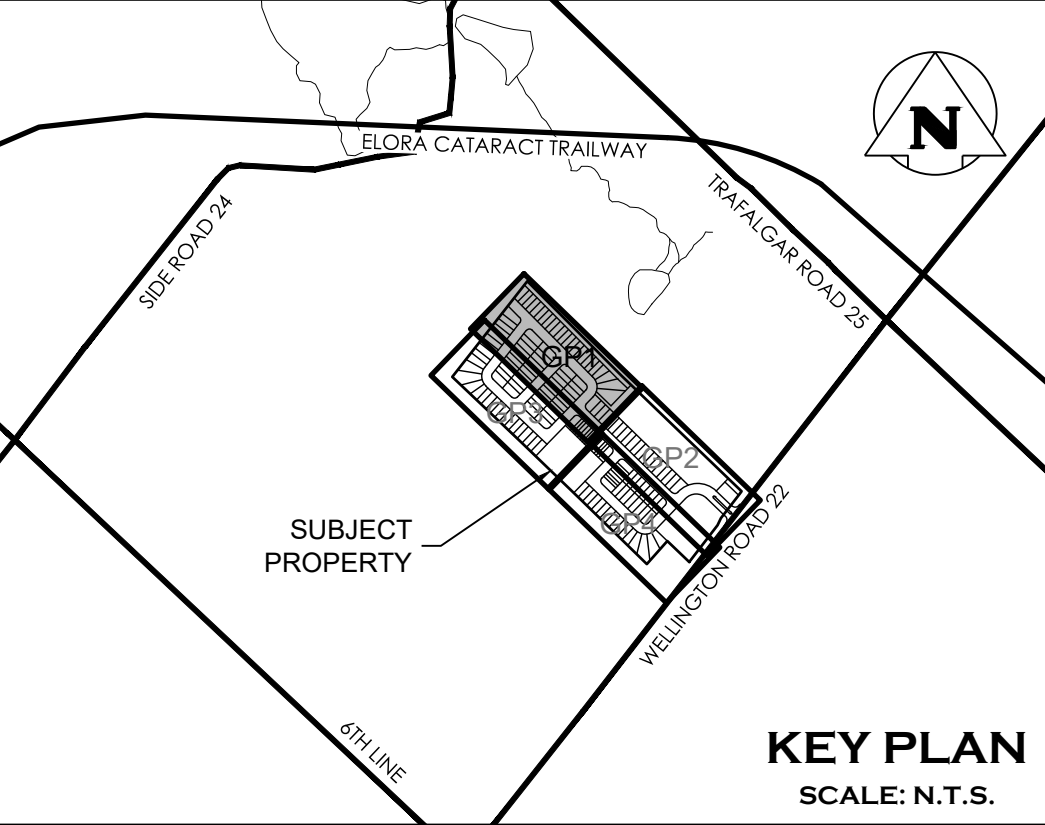 N
ELORA CATARACT TRAILWAY
TRAFALGAR ROAD 25
SIDE ROAD 24
GP1
GP3
GP2
GP4
SUBJECT
PROPERTY
WELLINGTON ROAD 22
6TH LINE
KEY PLAN
SCALE: N.T.S.